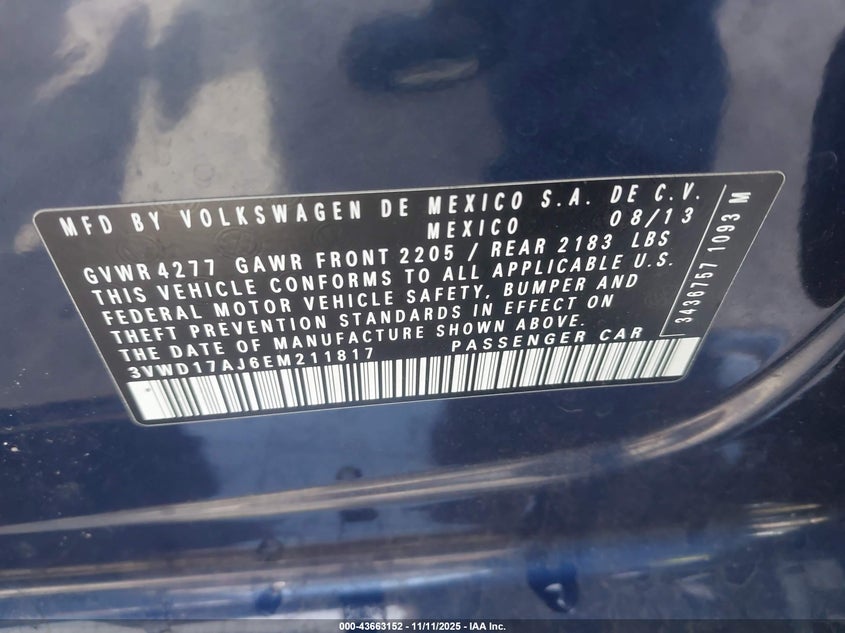 MFD BY VOLKSWAGEN DE MEXICO S.A. DE C.V.
MEXICO 08/13
GVWR 4277 GAWR FRONT 2205 / REAR 2183 LBS
THIS VEHICLE CONFORMS TO ALL APPLICABLE U.S.
FEDERAL MOTOR VEHICLE SAFETY, BUMPER AND
THEFT PREVENTION STANDARDS IN EFFECT ON
THE DATE OF MANUFACTURE SHOWN ABOVE.
3VWD17AJ6EM211817 PASSENGER CAR
3436757 1093 M
000-43663152 - 11/11/2025 - IAA Inc.